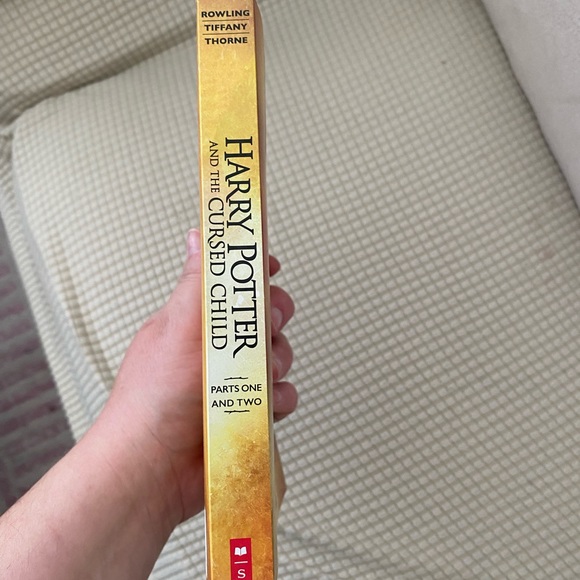 ROWLING
TIFFANY
THORNE
HARRY POTTER
AND THE CURSED CHILD
PARTS ONE
AND TWO
S